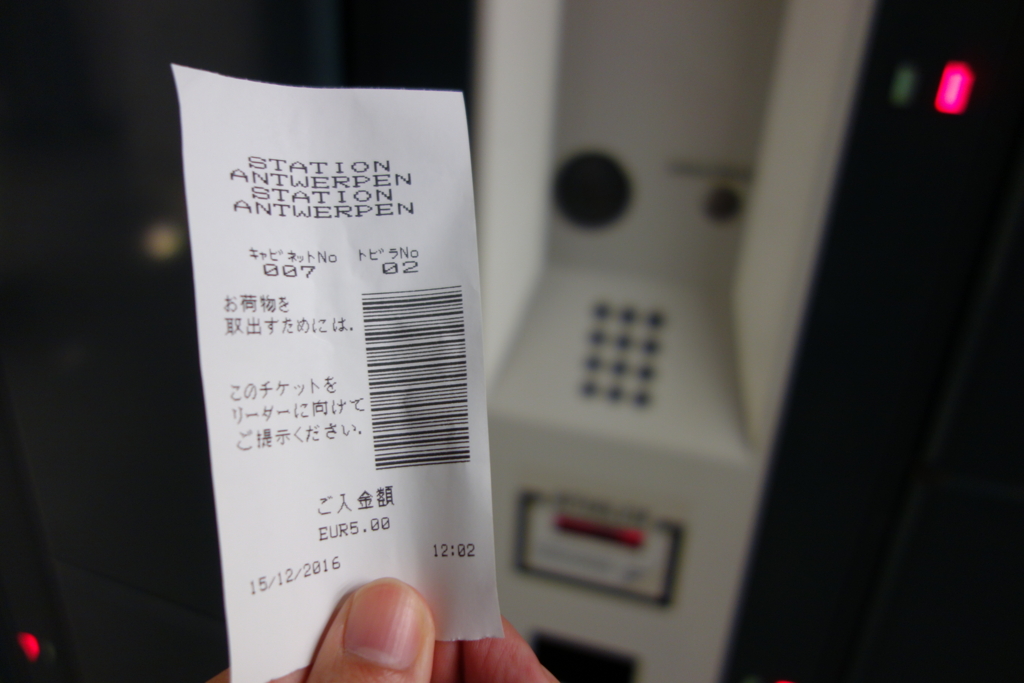 STATION
ANTWERPEN
STATION
ANTWERPEN
ｷｬﾋﾞﾈｯﾄNo ﾄﾋﾞﾗNo
007 02
お荷物を
取出すためには.
このチケットを
リーダーに向けて
ご提示ください.
ご入金額
EUR5.00
15/12/2016 12:02